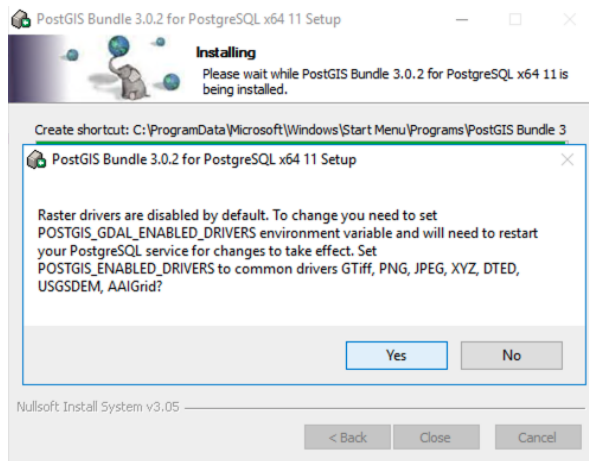 PostGIS Bundle 3.0.2 for PostgreSQL x64 11 Setup
Installing
Please wait while PostGIS Bundle 3.0.2 for PostgreSQL x64 11 is
being installed.
Create shortcut: C:\ProgramData\Microsoft\Windows\Start Menu\Programs\PostGIS Bundle 3
PostGIS Bundle 3.0.2 for PostgreSQL x64 11 Setup
Raster drivers are disabled by default. To change you need to set
POSTGIS_GDAL_ENABLED_DRIVERS environment variable and will need to restart
your PostgreSQL service for changes to take effect. Set
POSTGIS_ENABLED_DRIVERS to common drivers GTiff, PNG, JPEG, XYZ, DTED,
USGSDEM, AAIGrid?
Yes No
Nullsoft Install System v3.05
< Back Close Cancel